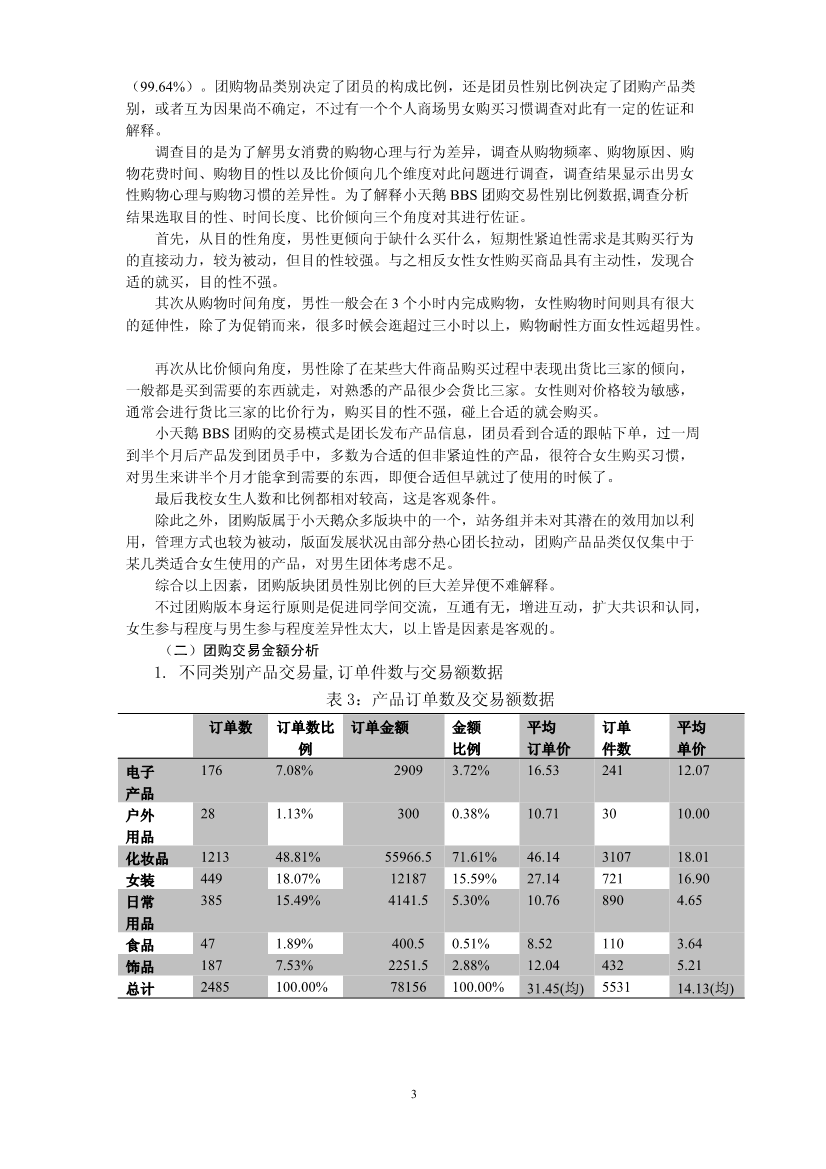 （99.64%）。团购物品类别决定了团员的构成比例，还是团员性别比例决定了团购产品类
别，或者互为因果尚不确定，不过有一个个人商场男女购买习惯调查对此有一定的佐证和
解释。
调查目的是为了解男女消费的购物心理与行为差异，调查从购物频率、购物原因、购
物花费时间、购物目的性以及比价倾向几个维度对此问题进行调查，调查结果显示出男女
性购物心理与购物习惯的差异性。为了解释小天鹅 BBS 团购交易性别比例数据,调查分析
结果选取目的性、时间长度、比价倾向三个角度对其进行佐证。
首先，从目的性角度，男性更倾向于缺什么买什么，短期性紧迫性需求是其购买行为
的直接动力，较为被动，但目的性较强。与之相反女性女性购买商品具有主动性，发现合
适的就买，目的性不强。
其次从购物时间角度，男性一般会在 3 个小时内完成购物，女性购物时间则具有很大
的延伸性，除了为促销而来，很多时候会逛超过三小时以上，购物耐性方面女性远超男性。
再次从比价倾向角度，男性除了在某些大件商品购买过程中表现出货比三家的倾向，
一般都是买到需要的东西就走，对熟悉的产品很少会货比三家。女性则对价格较为敏感，
通常会进行货比三家的比价行为，购买目的性不强，碰上合适的就会购买。
小天鹅 BBS 团购的交易模式是团长发布产品信息，团员看到合适的跟帖下单，过一周
到半个月后产品发到团员手中，多数为合适的但非紧迫性的产品，很符合女生购买习惯，
对男生来讲半个月才能拿到需要的东西，即便合适但早就过了使用的时候了。
最后我校女生人数和比例都相对较高，这是客观条件。
除此之外，团购版属于小天鹅众多版块中的一个，站务组并未对其潜在的效用加以利
用，管理方式也较为被动，版面发展状况由部分热心团长拉动，团购产品品类仅仅集中于
某几类适合女生使用的产品，对男生团体考虑不足。
综合以上因素，团购版块团员性别比例的巨大差异便不难解释。
不过团购版本身运行原则是促进同学间交流，互通有无，增进互动，扩大共识和认同，
女生参与程度与男生参与程度差异性太大，以上皆是因素是客观的。
（二）团购交易金额分析
1. 不同类别产品交易量,订单件数与交易额数据
表 3：产品订单数及交易额数据
订单数 订单数比 订单金额 金额 平均 订单 平均
例 比例 订单价 件数 单价
电子 176 7.08% 2909 3.72% 16.53 241 12.07
产品
户外 28 1.13% 300 0.38% 10.71 30 10.00
用品
化妆品 1213 48.81% 55966.5 71.61% 46.14 3107 18.01
女装 449 18.07% 12187 15.59% 27.14 721 16.90
日常 385 15.49% 4141.5 5.30% 10.76 890 4.65
用品
食品 47 1.89% 400.5 0.51% 8.52 110 3.64
饰品 187 7.53% 2251.5 2.88% 12.04 432 5.21
总计 2485 100.00% 78156 100.00% 31.45(均) 5531 14.13(均)
3